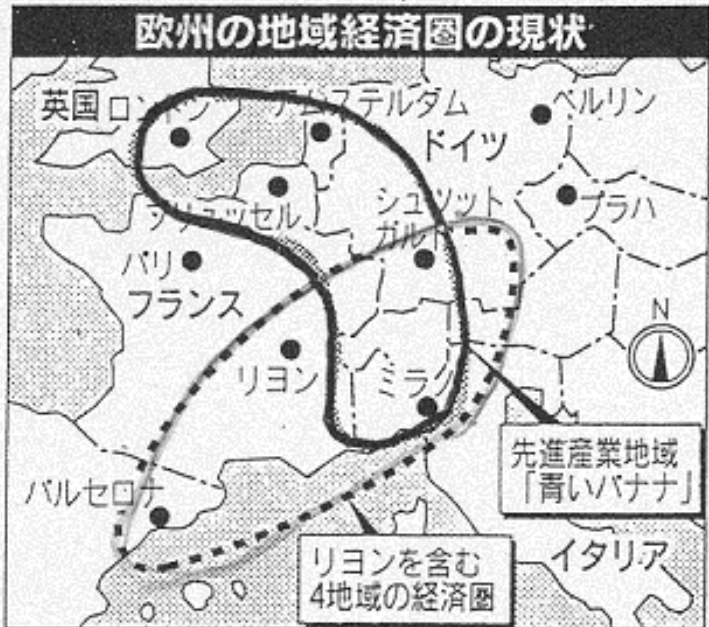 欧州の地域経済圏の現状
英国
ロンドン
アムステルダム
ベルリン
ドイツ
ブリュッセル
シュツット
ガルト
プラハ
パリ
フランス
N
リヨン
ミラノ
先進産業地域
「青いバナナ」
バルセロナ
リヨンを含む
4地域の経済圏
イタリア